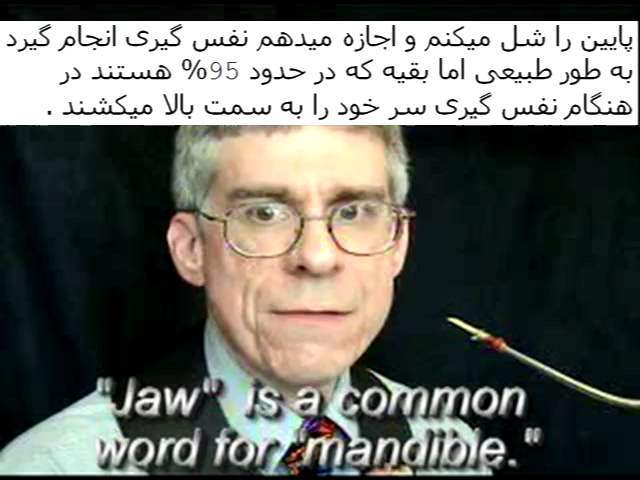 پایین را شل میکنم و اجازه میدهم نفس گیری انجام گیرد
به طور طبیعی اما بقیه که در حدود 95% هستند در
هنگام نفس گیری سر خود را به سمت بالا میکشند .
"Jaw" is a common
word for "mandible."